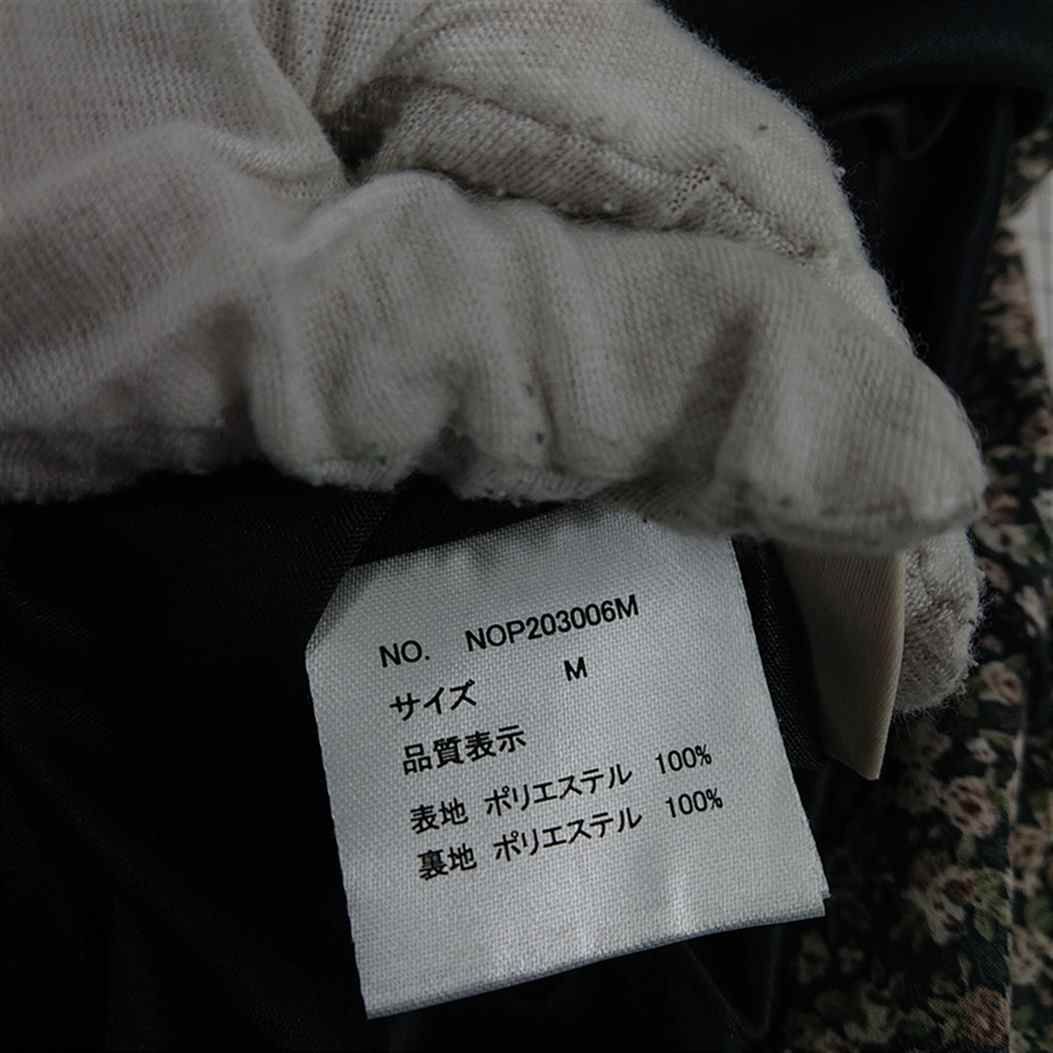 NO. NOP203006M
サイズ M
品質表示
表地 ポリエステル 100%
裏地 ポリエステル 100%